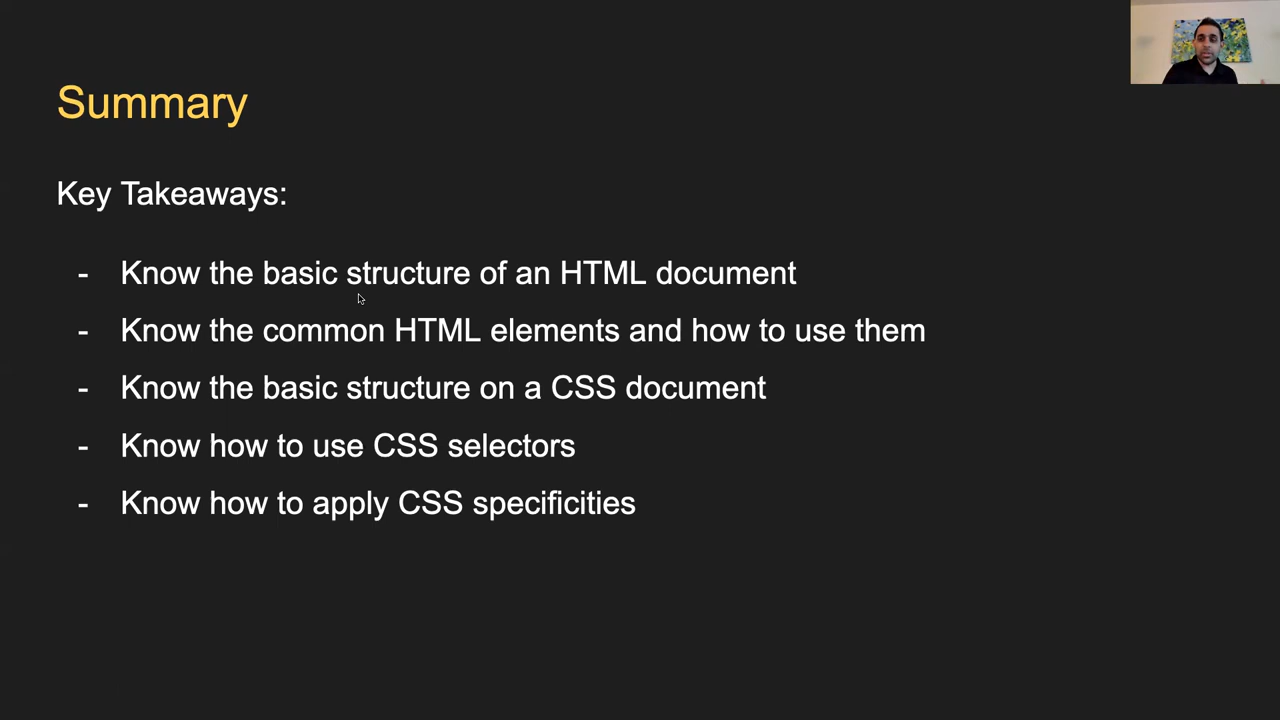 Summary
Key Takeaways:
- Know the basic structure of an HTML document
- Know the common HTML elements and how to use them
- Know the basic structure on a CSS document
- Know how to use CSS selectors
- Know how to apply CSS specificities